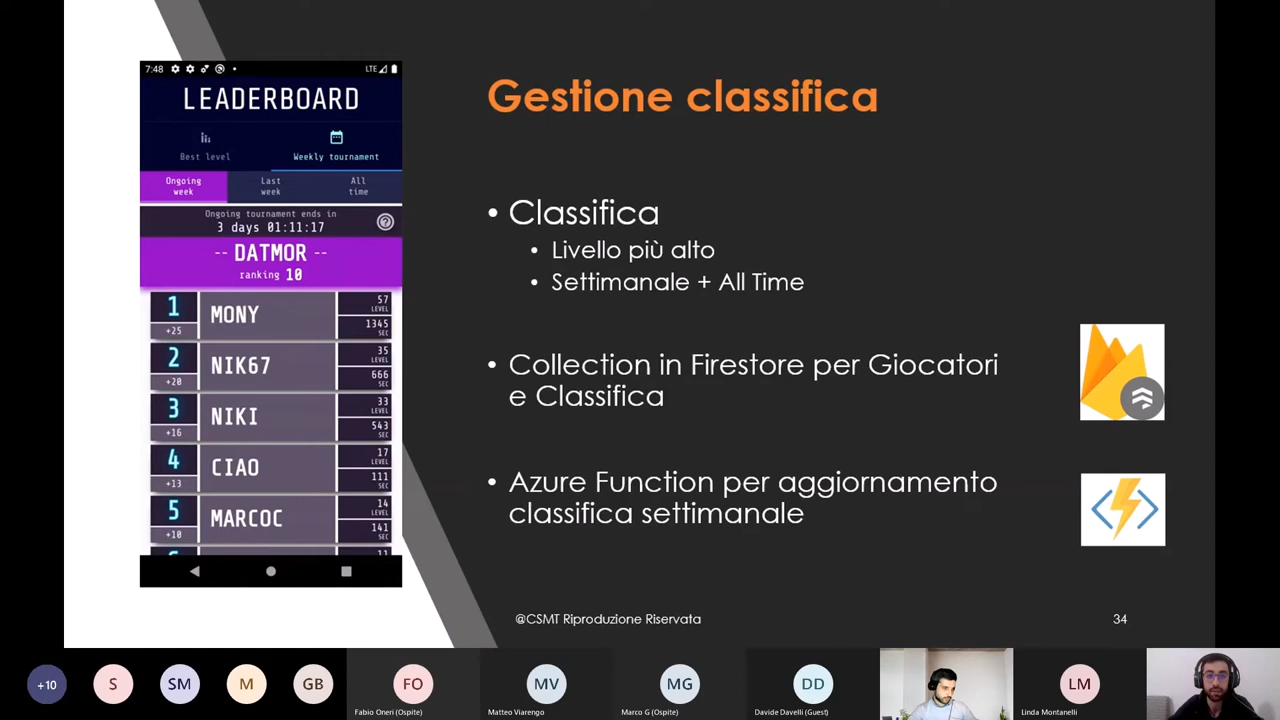 7:48
LTE
LEADERBOARD
Best level
Weekly tournament
Ongoing week
Last week
All time
Ongoing tournament ends in
3 days 01:11:17
-- DATMOR --
ranking 10
1
+25
MONY
57
LEVEL
1345
SEC
2
+20
NIK67
35
LEVEL
666
SEC
3
+16
NIKI
33
LEVEL
543
SEC
4
+13
CIAO
17
LEVEL
111
SEC
5
+10
MARCOC
14
LEVEL
141
SEC
Gestione classifica
• Classifica
• Livello più alto
• Settimanale + All Time
• Collection in Firestore per Giocatori
e Classifica
• Azure Function per aggiornamento
classifica settimanale
@CSMT Riproduzione Riservata
34
+10
S
SM
M
GB
FO
Fabio Oneri (Ospite)
MV
Matteo Viarengo
MG
Marco G (Ospite)
DD
Davide Davelli (Guest)
LM
Linda Montanelli